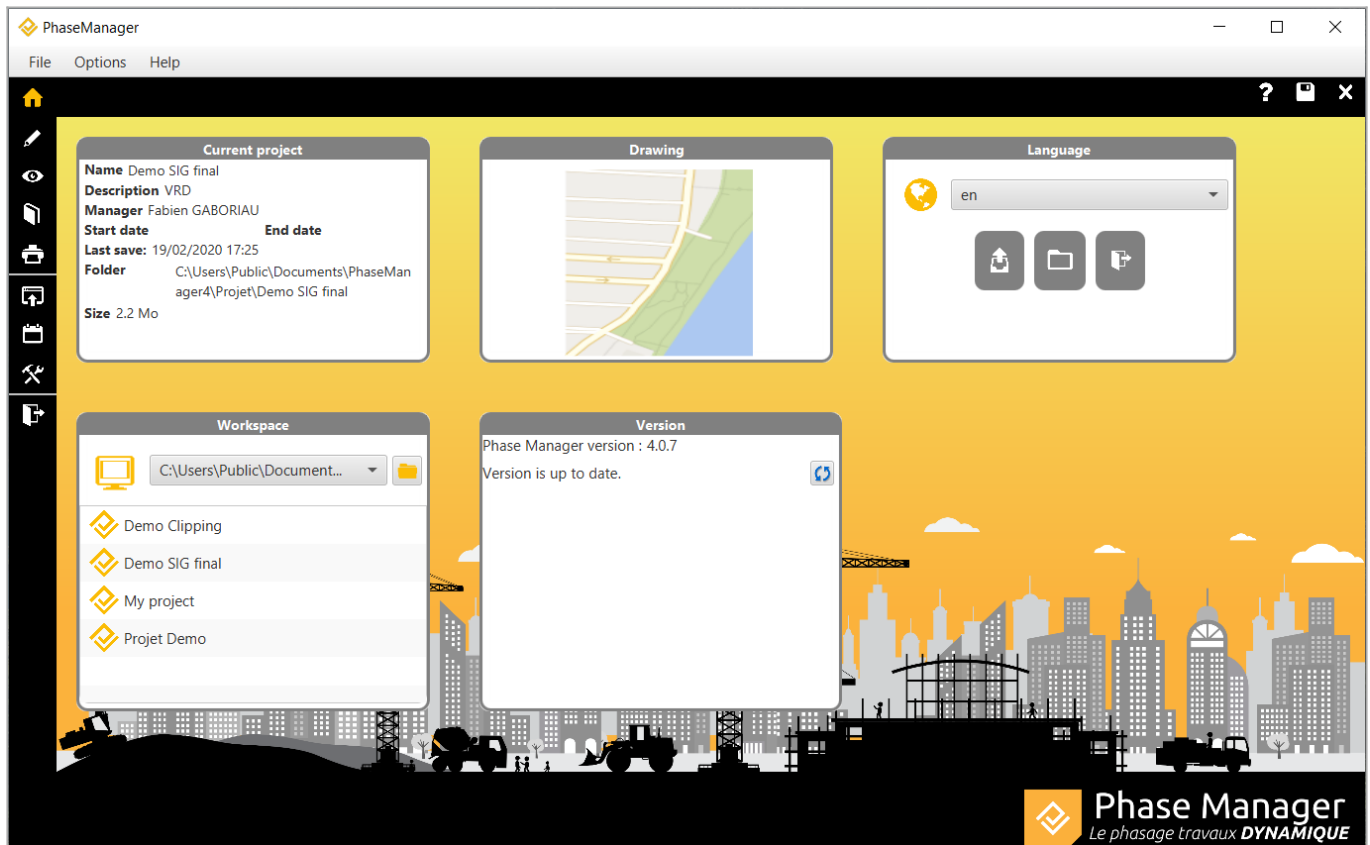 PhaseManager
File Options Help
?
Current project
Name Demo SIG final
Description VRD
Manager Fabien GABORIAU
Start date End date
Last save: 19/02/2020 17:25
Folder C:\Users\Public\Documents\PhaseMan
ager4\Projet\Demo SIG final
Size 2.2 Mo
Drawing
Language
en
Workspace
C:\Users\Public\Document...
Demo Clipping
Demo SIG final
My project
Projet Demo
Version
Phase Manager version : 4.0.7
Version is up to date.
Phase Manager
Le phasage travaux DYNAMIQUE